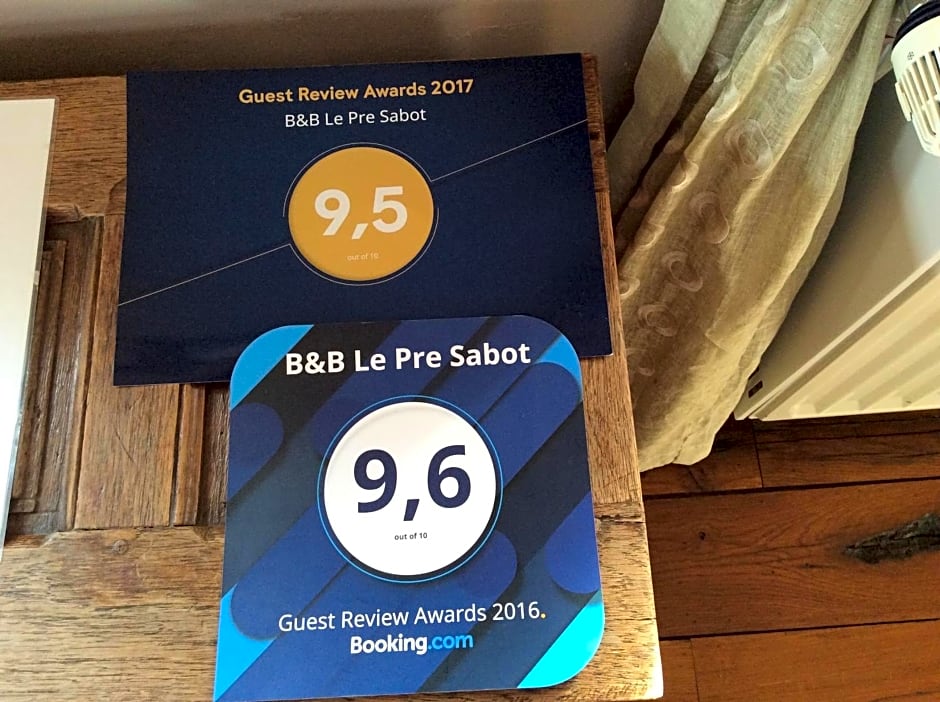 Guest Review Awards 2017
B&B Le Pre Sabot
9,5
out of 10
B&B Le Pre Sabot
9,6
out of 10
Guest Review Awards 2016.
Booking.com